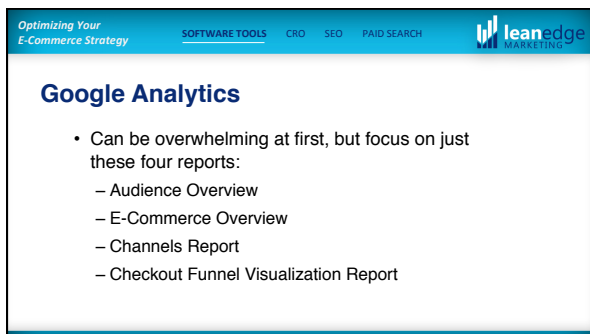 Optimizing Your
E-Commerce Strategy
SOFTWARE TOOLS CRO SEO PAID SEARCH
leanedge
MARKETING
Google Analytics
• Can be overwhelming at first, but focus on just
these four reports:
– Audience Overview
– E-Commerce Overview
– Channels Report
– Checkout Funnel Visualization Report